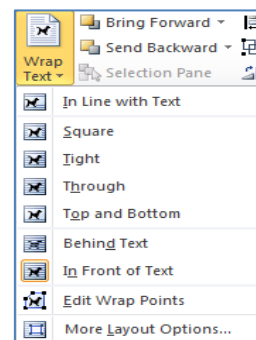 Bring Forward
Send Backward
Wrap Text
Selection Pane
In Line with Text
Square
Tight
Through
Top and Bottom
Behind Text
In Front of Text
Edit Wrap Points
More Layout Options...